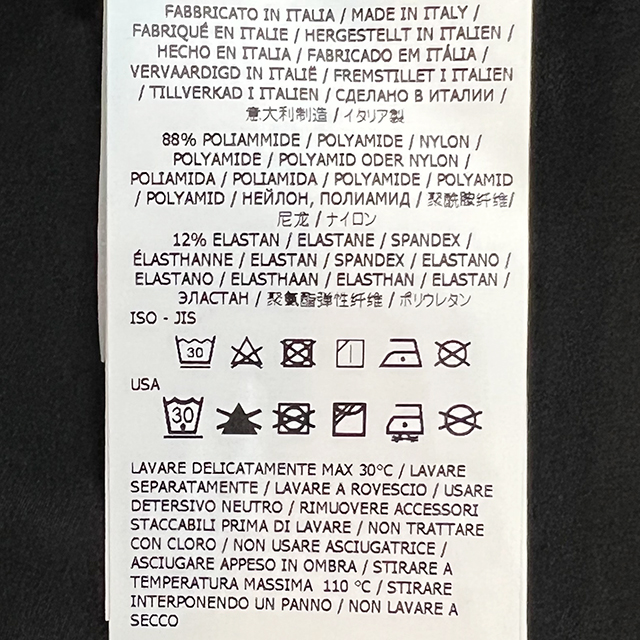 FABBRICATO IN ITALIA / MADE IN ITALY /
FABRIQUÉ EN ITALIE / HERGESTELLT IN ITALIEN /
HECHO EN ITALIA / FABRICADO EM ITÁLIA /
VERVAARDIGD IN ITALIË / FREMSTILLET I ITALIEN
/ TILLVERKAD I ITALIEN / СДЕЛАНО В ИТАЛИИ /
意大利制造 / イタリア製
88% POLIAMMIDE / POLYAMIDE / NYLON /
POLYAMIDE / POLYAMID ODER NYLON /
POLIAMIDA / POLIAMIDA / POLYAMIDE / POLYAMID
/ POLYAMID / НЕЙЛОН, ПОЛИАМИД / 聚酰胺纤维/
尼龙 / ナイロン
12% ELASTAN / ELASTANE / SPANDEX /
ÉLASTHANNE / ELASTAN / SPANDEX / ELASTANO /
ELASTANO / ELASTHAAN / ELASTHAN / ELASTAN /
ЭЛАСТАН / 聚氨酯弹性纤维 / ポリウレタン
ISO - JIS
30
USA
30
LAVARE DELICATAMENTE MAX 30°C / LAVARE
SEPARATAMENTE / LAVARE A ROVESCIO / USARE
DETERSIVO NEUTRO / RIMUOVERE ACCESSORI
STACCABILI PRIMA DI LAVARE / NON TRATTARE
CON CLORO / NON USARE ASCIUGATRICE /
ASCIUGARE APPESO IN OMBRA / STIRARE A
TEMPERATURA MASSIMA 110 °C / STIRARE
INTERPONENDO UN PANNO / NON LAVARE A
SECCO